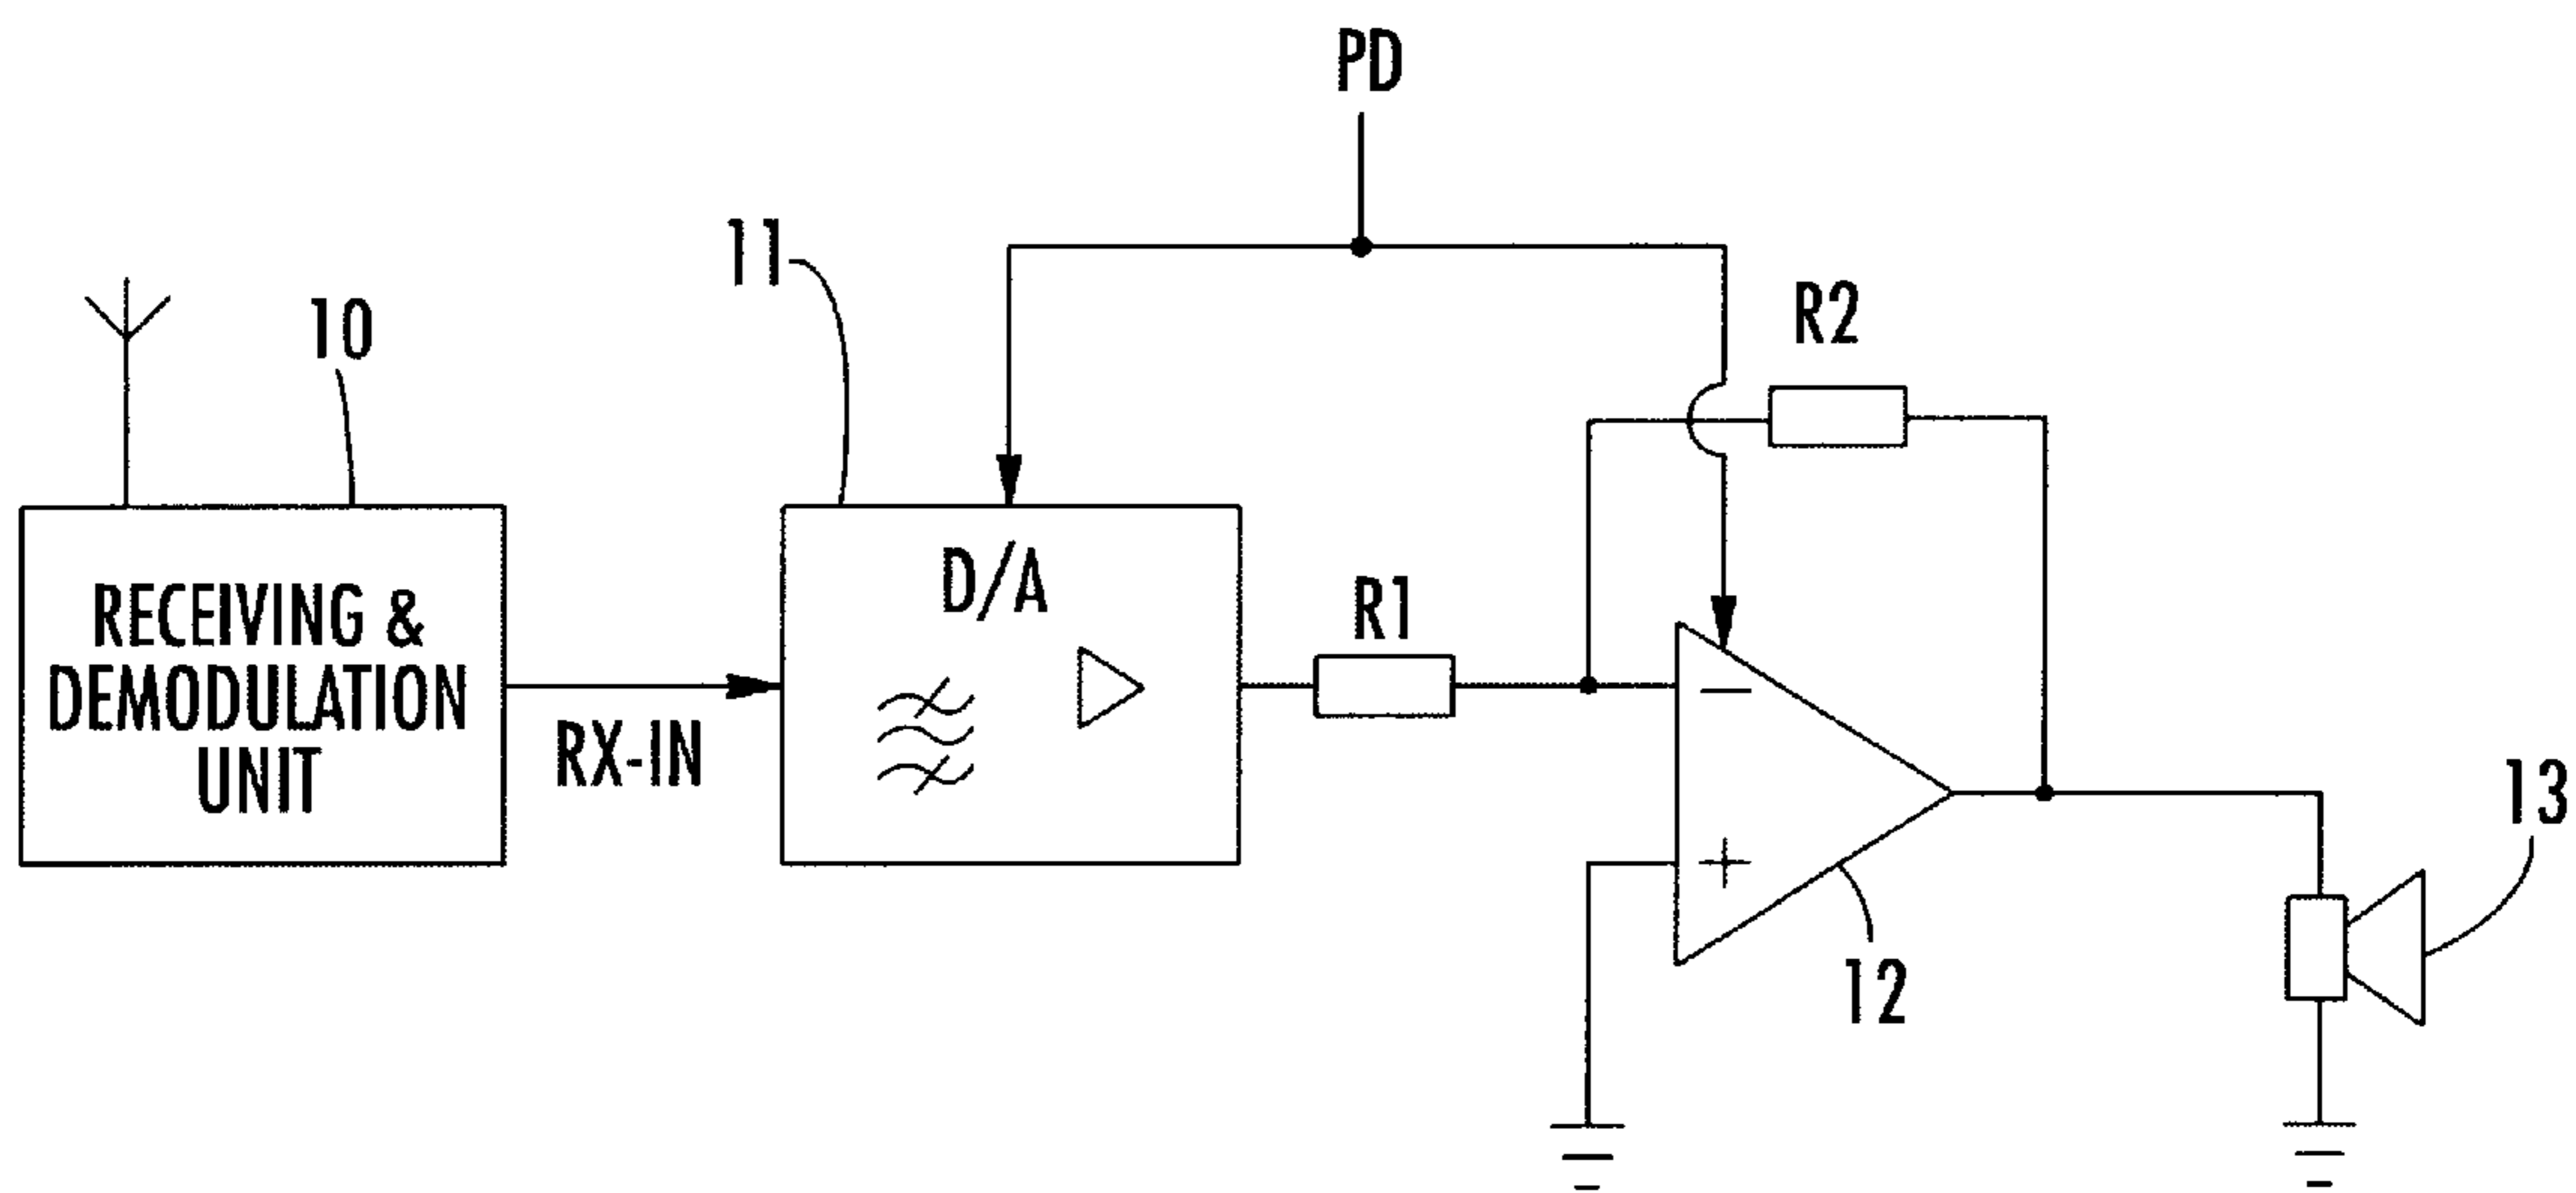 PD
11
R2
10
D/A
R1
RECEIVING &
DEMODULATION
UNIT
RX-IN
−
+
13
12